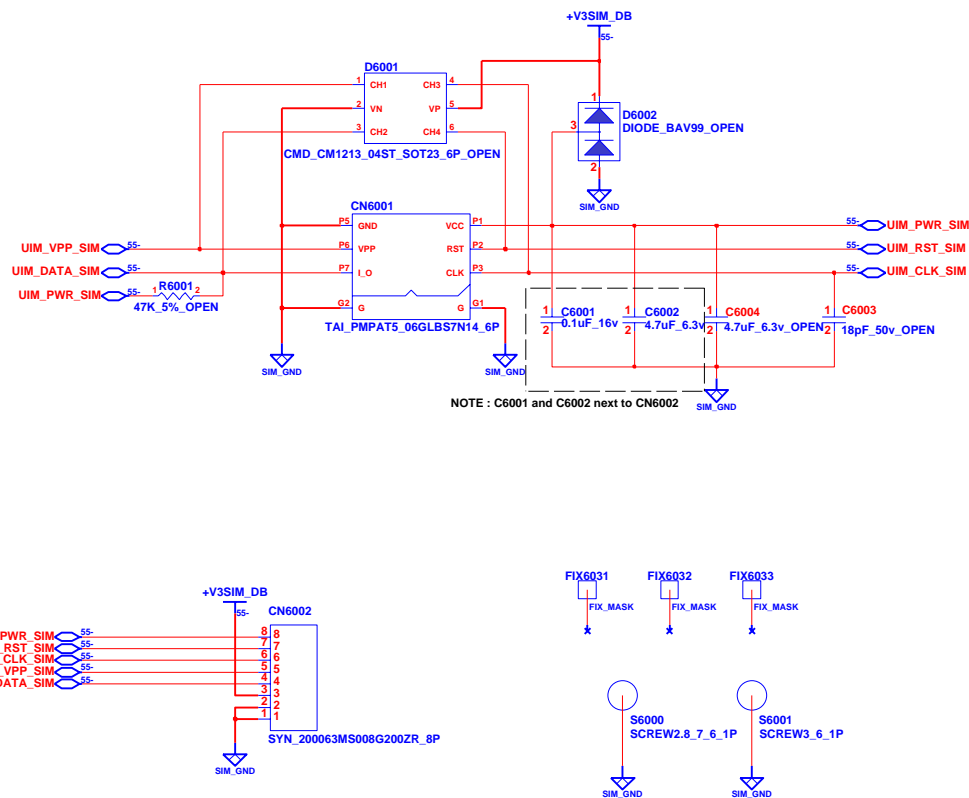 +V3SIM_DB
55-
D6001
1 CH1 CH3 4
2 VN VP 5
3 CH2 CH4 6
CMD_CM1213_04ST_SOT23_6P_OPEN
1
3
2
D6002
DIODE_BAV99_OPEN
SIM_GND
CN6001
P5 GND VCC P1
P6 VPP RST P2
P7 I_O CLK P3
G2 G G G1
TAI_PMPAT5_06GLBS7N14_6P
UIM_VPP_SIM 55-
UIM_DATA_SIM 55-
UIM_PWR_SIM 55-
R6001
1 2
47K_5%_OPEN
55- UIM_PWR_SIM
55- UIM_RST_SIM
55- UIM_CLK_SIM
SIM_GND
SIM_GND
1 C6001
2 0.1uF_16v
1 C6002
2 4.7uF_6.3v
1 C6004
2 4.7uF_6.3v_OPEN
1 C6003
2 18pF_50v_OPEN
NOTE : C6001 and C6002 next to CN6002
SIM_GND
+V3SIM_DB
55-
CN6002
PWR_SIM 55- 8 8
RST_SIM 55- 7 7
CLK_SIM 55- 6 6
VPP_SIM 55- 5 5
DATA_SIM 55- 4 4
3 3
2 2
1 1
SYN_200063MS008G200ZR_8P
SIM_GND
FIX6031
FIX_MASK
FIX6032
FIX_MASK
FIX6033
FIX_MASK
S6000
SCREW2.8_7_6_1P
SIM_GND
S6001
SCREW3_6_1P
SIM_GND